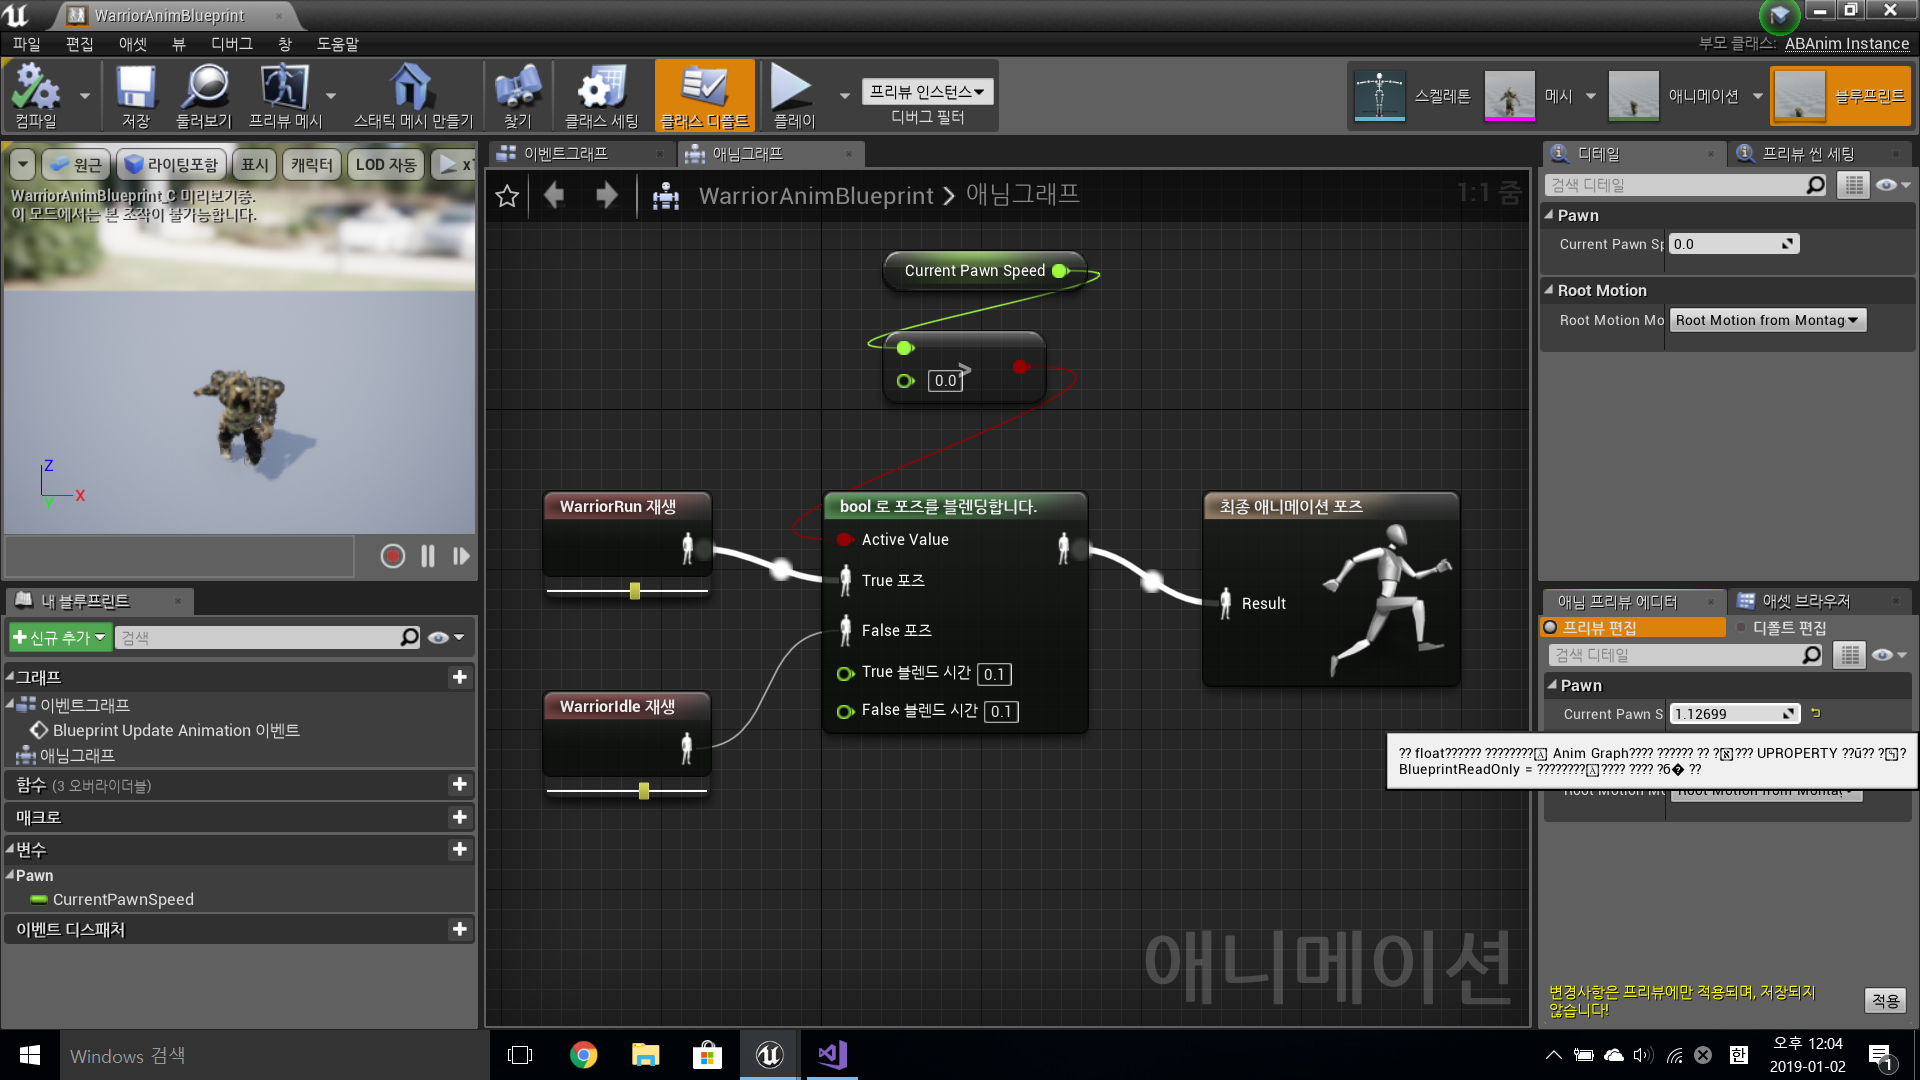 WarriorAnimBlueprint
파일 편집 애셋 뷰 디버그 창 도움말
부모 클래스: ABAnim Instance
컴파일 저장 둘러보기 프리뷰 메시 스태틱 메시 만들기 찾기 클래스 세팅 클래스 디폴트 플레이
프리뷰 인스턴스
디버그 필터
스켈레톤 메시 애니메이션 블루프린트
원근 라이팅포함 표시 캐릭터 LOD 자동 x1
WarriorAnimBlueprint_C 미리보기중.
이 모드에서는 본 조작이 불가능합니다.
Z
Y X
내 블루프린트
신규 추가 검색
그래프
이벤트그래프
Blueprint Update Animation 이벤트
애님그래프
함수 (3 오버라이더블)
매크로
변수
Pawn
CurrentPawnSpeed
이벤트 디스패처
이벤트그래프 애님그래프
WarriorAnimBlueprint > 애님그래프
1:1 줌
Current Pawn Speed
0.0 >
WarriorRun 재생
WarriorIdle 재생
bool 로 포즈를 블렌딩합니다.
Active Value
True 포즈
False 포즈
True 블렌드 시간 0.1
False 블렌드 시간 0.1
최종 애니메이션 포즈
Result
애니메이션
디테일 프리뷰 씬 세팅
검색 디테일
Pawn
Current Pawn Sp 0.0
Root Motion
Root Motion Mo Root Motion from Montag
애님 프리뷰 에디터 애셋 브라우저
프리뷰 편집 디폴트 편집
검색 디테일
Pawn
Current Pawn S 1.12699
Root Motion Mo Root Motion from Montag
변경사항은 프리뷰에만 적용되며, 저장되지
않습니다!
적용
Windows 검색
한
오후 12:04
2019-01-02
1